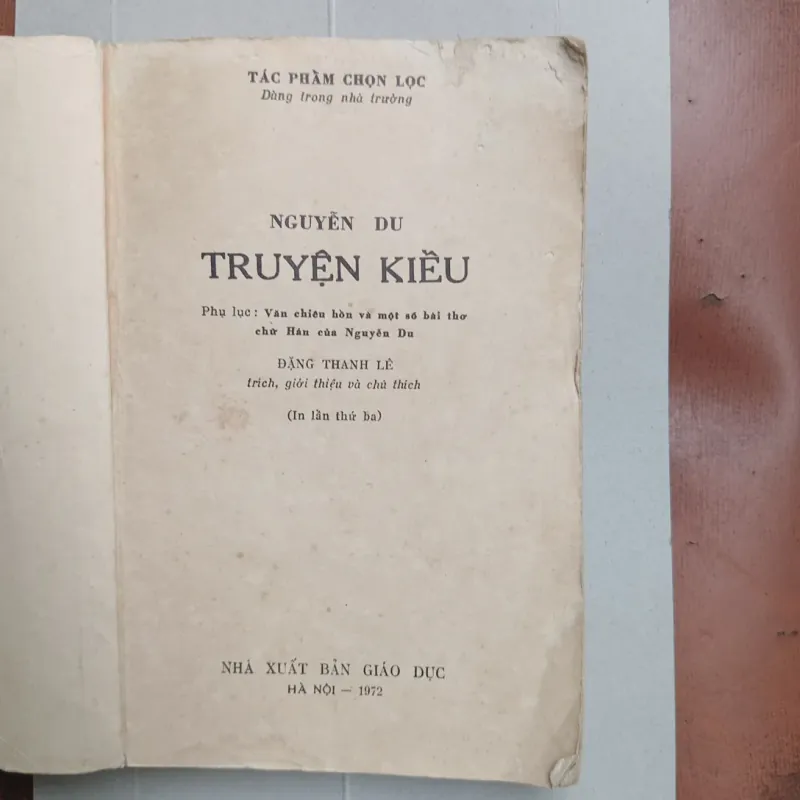 TÁC PHẨM CHỌN LỌC
Dùng trong nhà trường
NGUYỄN DU
TRUYỆN KIỀU
Phụ lục: Văn chiêu hồn và một số bài thơ
chữ Hán của Nguyễn Du
ĐẶNG THANH LÊ
trích, giới thiệu và chú thích
(In lần thứ ba)
NHÀ XUẤT BẢN GIÁO DỤC
HÀ NỘI — 1972